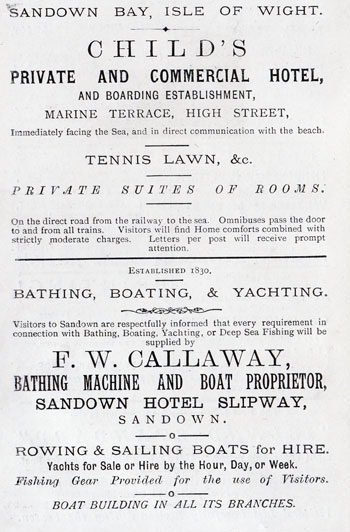 SANDOWN BAY, ISLE OF WIGHT.
CHILD'S
PRIVATE AND COMMERCIAL HOTEL,
AND BOARDING ESTABLISHMENT,
MARINE TERRACE, HIGH STREET,
Immediately facing the Sea, and in direct communication with the beach.
TENNIS LAWN, &c.
PRIVATE SUITES OF ROOMS.
On the direct road from the railway to the sea. Omnibuses pass the door
to and from all trains. Visitors will find Home comforts combined with
strictly moderate charges. Letters per post will receive prompt
attention.
ESTABLISHED 1830.
BATHING, BOATING, & YACHTING.
Visitors to Sandown are respectfully informed that every requirement in
connection with Bathing, Boating, Yachting, or Deep Sea Fishing will be
supplied by
F. W. CALLAWAY,
BATHING MACHINE AND BOAT PROPRIETOR,
SANDOWN HOTEL SLIPWAY,
SANDOWN.
ROWING & SAILING BOATS for HIRE.
Yachts for Sale or Hire by the Hour, Day, or Week.
Fishing Gear Provided for the use of Visitors.
BOAT BUILDING IN ALL ITS BRANCHES.